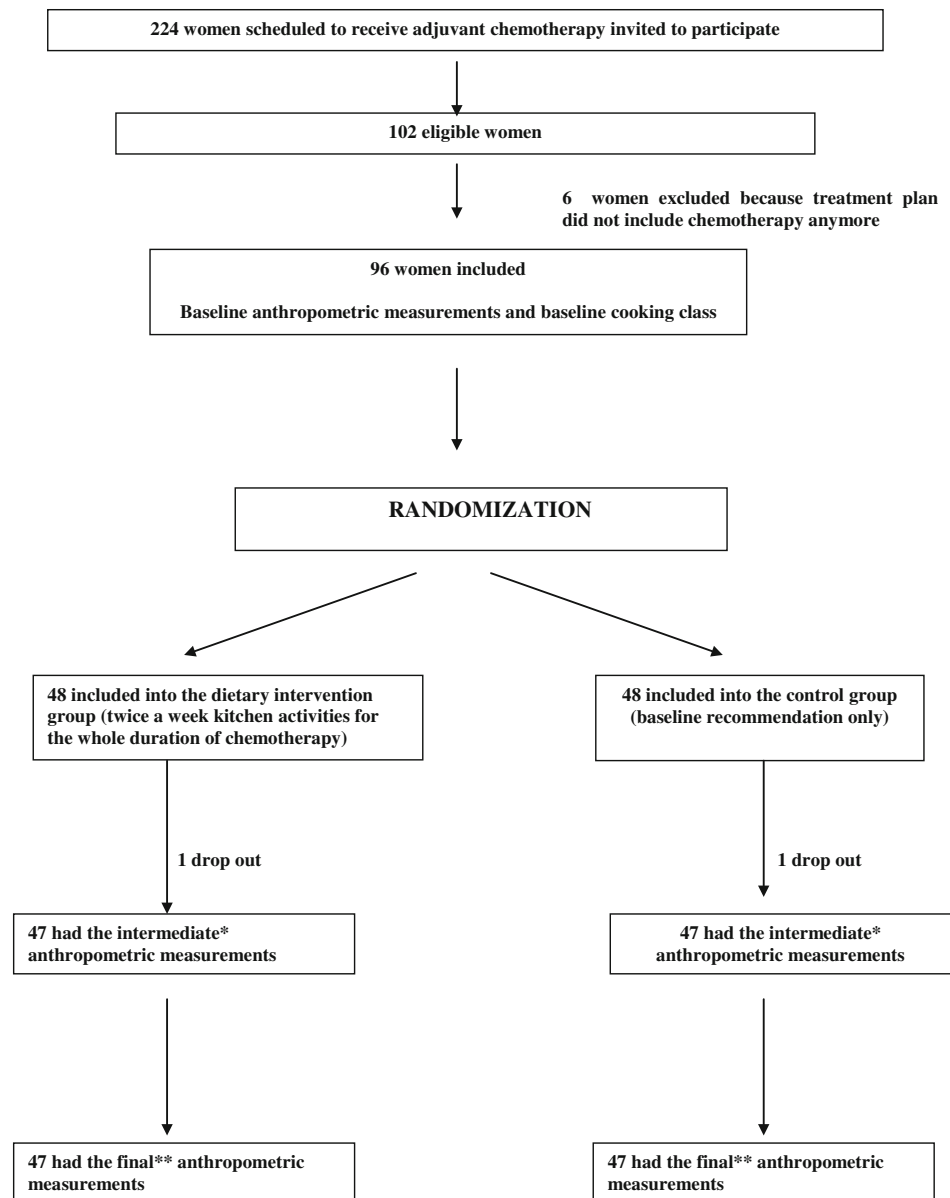 224 women scheduled to receive adjuvant chemotherapy invited to participate
102 eligible women
6 women excluded because treatment plan
did not include chemotherapy anymore
96 women included
Baseline anthropometric measurements and baseline cooking class
RANDOMIZATION
48 included into the dietary intervention
group (twice a week kitchen activities for
the whole duration of chemotherapy)
48 included into the control group
(baseline recommendation only)
1 drop out
1 drop out
47 had the intermediate*
anthropometric measurements
47 had the intermediate*
anthropometric measurements
47 had the final** anthropometric
measurements
47 had the final** anthropometric
measurements